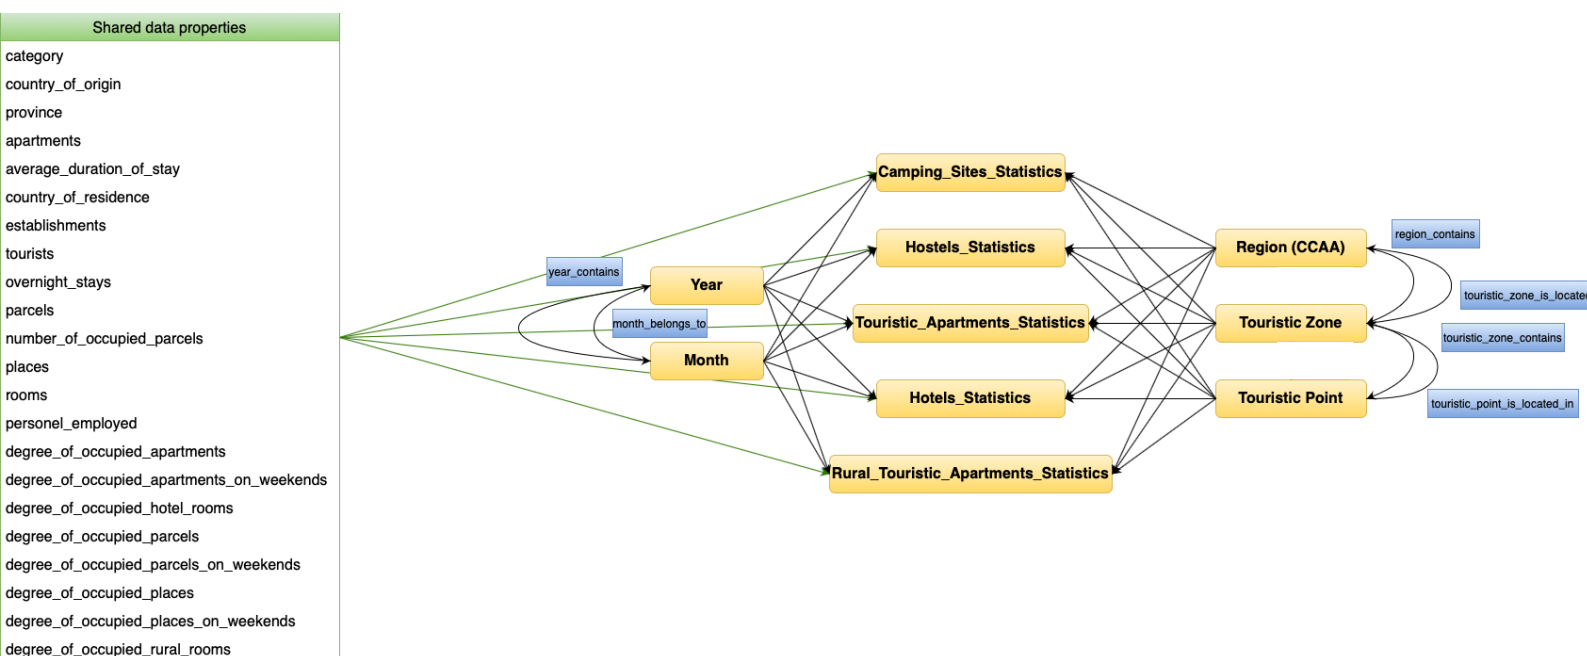 Shared data properties
category
country_of_origin
province
apartments
average_duration_of_stay
country_of_residence
establishments
tourists
overnight_stays
parcels
number_of_occupied_parcels
places
rooms
personel_employed
degree_of_occupied_apartments
degree_of_occupied_apartments_on_weekends
degree_of_occupied_hotel_rooms
degree_of_occupied_parcels
degree_of_occupied_parcels_on_weekends
degree_of_occupied_places
degree_of_occupied_places_on_weekends
degree_of_occupied_rural_rooms
year_contains
Year
month_belongs_to
Month
Camping_Sites_Statistics
Hostels_Statistics
Touristic_Apartments_Statistics
Hotels_Statistics
Rural_Touristic_Apartments_Statistics
Region (CCAA)
Touristic Zone
Touristic Point
region_contains
touristic_zone_is_located
touristic_zone_contains
touristic_point_is_located_in